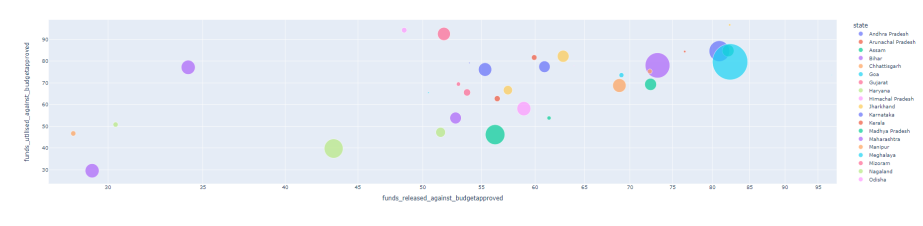 state
Andhra Pradesh
Arunachal Pradesh
Assam
Bihar
Chhattisgarh
Goa
Gujarat
Haryana
Himachal Pradesh
Jharkhand
Karnataka
Kerala
Madhya Pradesh
Maharashtra
Manipur
Meghalaya
Mizoram
Nagaland
Odisha
funds_utilised_against_budgetapproved
90
80
70
60
50
40
30
30
35
40
45
50
55
60
65
70
75
80
85
90
95
funds_released_against_budgetapproved